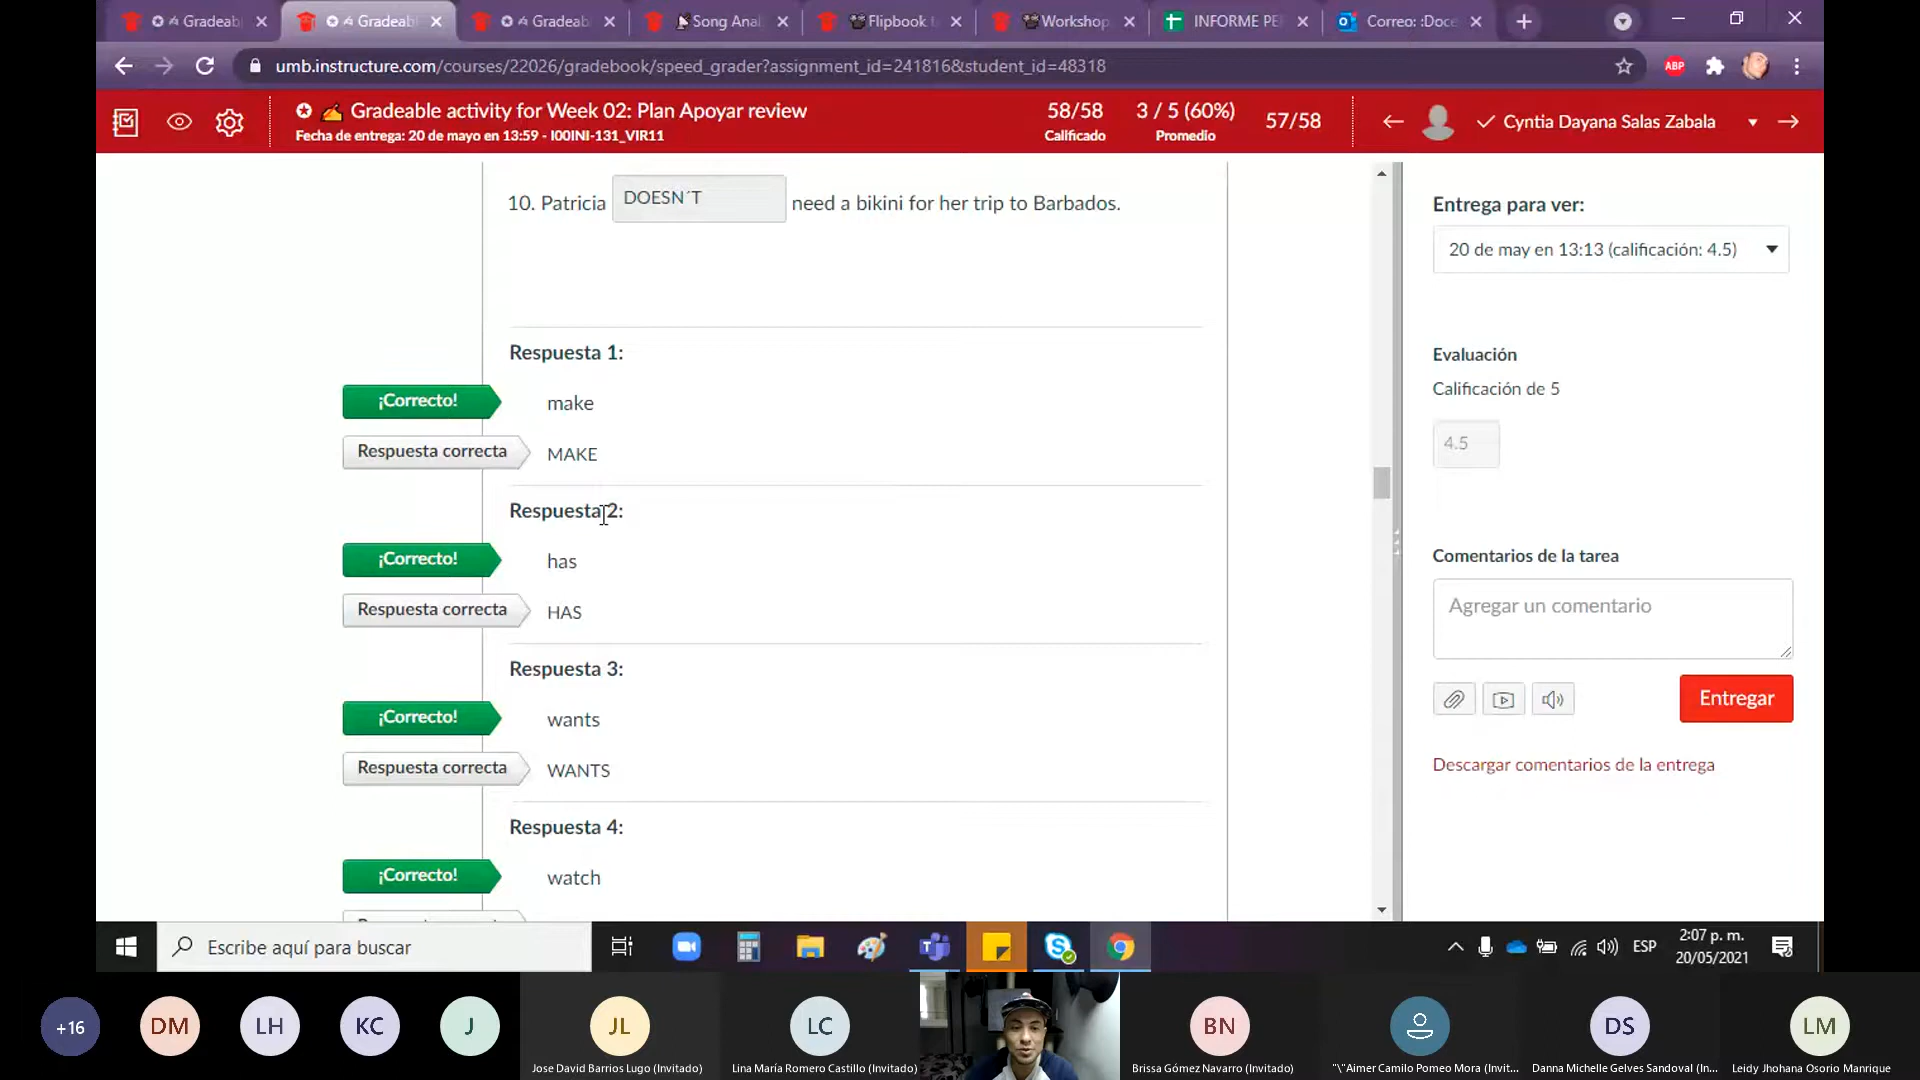 Gradeab
Gradeab
Gradeab
Song Ana
Flipbook
Workshop
INFORME PE
Correo: :Doce
umb.instructure.com/courses/22026/gradebook/speed_grader?assignment_id=241816&student_id=48318
ABP
Gradeable activity for Week 02: Plan Apoyar review
Fecha de entrega: 20 de mayo en 13:59 - I00INI-131_VIR11
58/58
Calificado
3 / 5 (60%)
Promedio
57/58
Cyntia Dayana Salas Zabala
10. Patricia DOESN´T need a bikini for her trip to Barbados.
Respuesta 1:
¡Correcto! make
Respuesta correcta MAKE
Respuesta 2:
¡Correcto! has
Respuesta correcta HAS
Respuesta 3:
¡Correcto! wants
Respuesta correcta WANTS
Respuesta 4:
¡Correcto! watch
Entrega para ver:
20 de may en 13:13 (calificación: 4.5)
Evaluación
Calificación de 5
4.5
Comentarios de la tarea
Agregar un comentario
Entregar
Descargar comentarios de la entrega
Escribe aquí para buscar
ESP
2:07 p. m.
20/05/2021
+16
DM
LH
KC
J
JL
LC
BN
DS
LM
Jose David Barrios Lugo (Invitado)
Lina María Romero Castillo (Invitado)
Brissa Gómez Navarro (Invitado)
"\"Aimer Camilo Pomeo Mora (Invit...
Danna Michelle Gelves Sandoval (In...
Leidy Jhohana Osorio Manrique